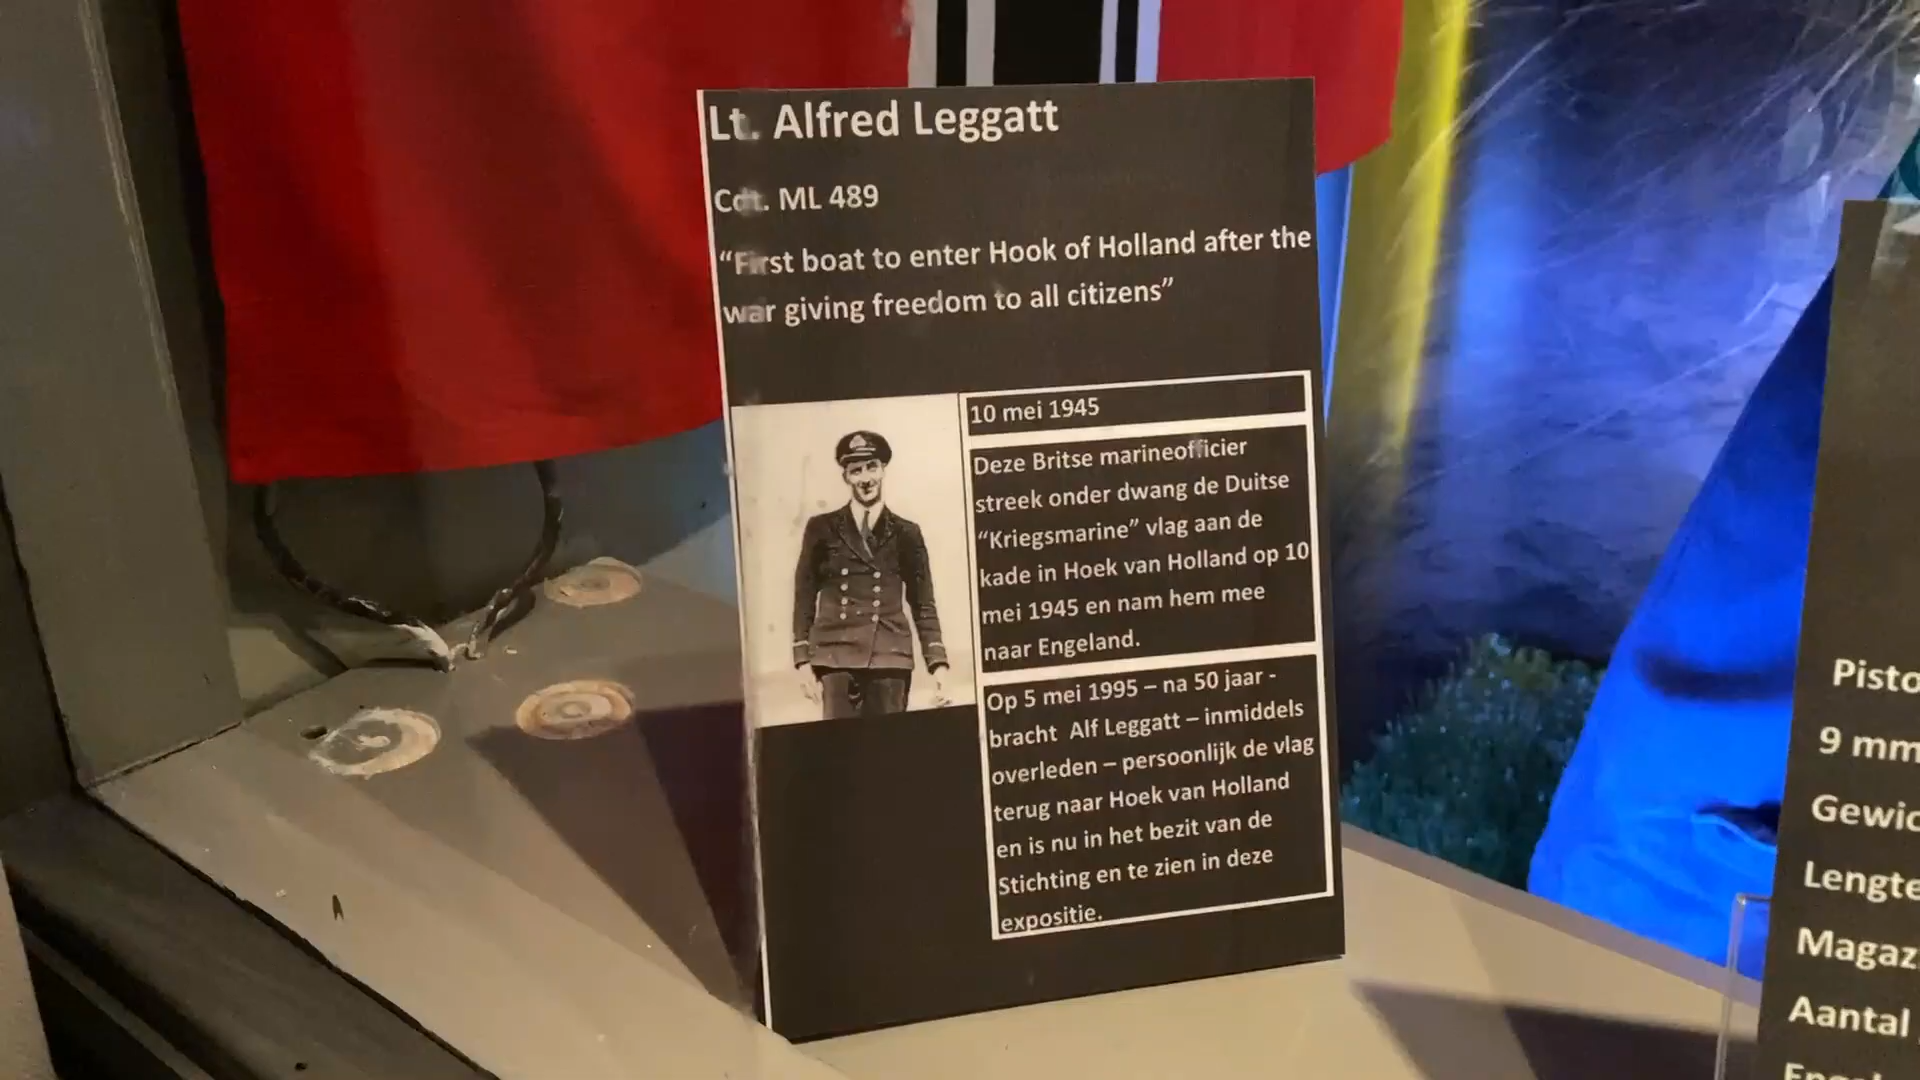 Lt. Alfred Leggatt
Cdt. ML 489
“First boat to enter Hook of Holland after the
war giving freedom to all citizens”
10 mei 1945
Deze Britse marineofficier
streek onder dwang de Duitse
“Kriegsmarine” vlag aan de
kade in Hoek van Holland op 10
mei 1945 en nam hem mee
naar Engeland.
Op 5 mei 1995 – na 50 jaar -
bracht Alf Leggatt – inmiddels
overleden – persoonlijk de vlag
terug naar Hoek van Holland
en is nu in het bezit van de
Stichting en te zien in deze
expositie.
9 mm
Aantal